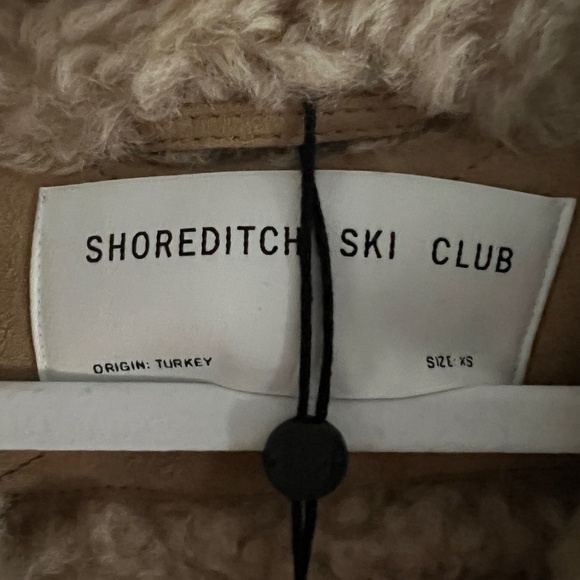 SHOREDITCH SKI CLUB
ORIGIN: TURKEY SIZE: XS